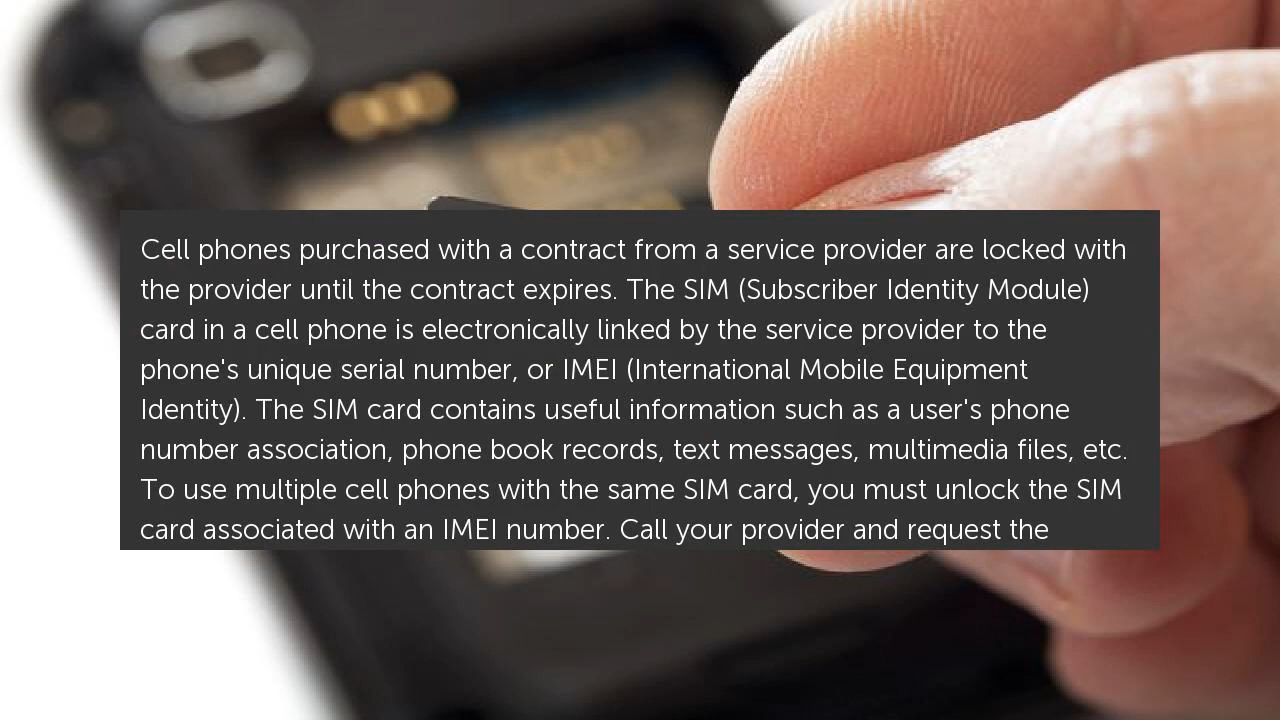 Cell phones purchased with a contract from a service provider are locked with
the provider until the contract expires. The SIM (Subscriber Identity Module)
card in a cell phone is electronically linked by the service provider to the
phone's unique serial number, or IMEI (International Mobile Equipment
Identity). The SIM card contains useful information such as a user's phone
number association, phone book records, text messages, multimedia files, etc.
To use multiple cell phones with the same SIM card, you must unlock the SIM
card associated with an IMEI number. Call your provider and request the